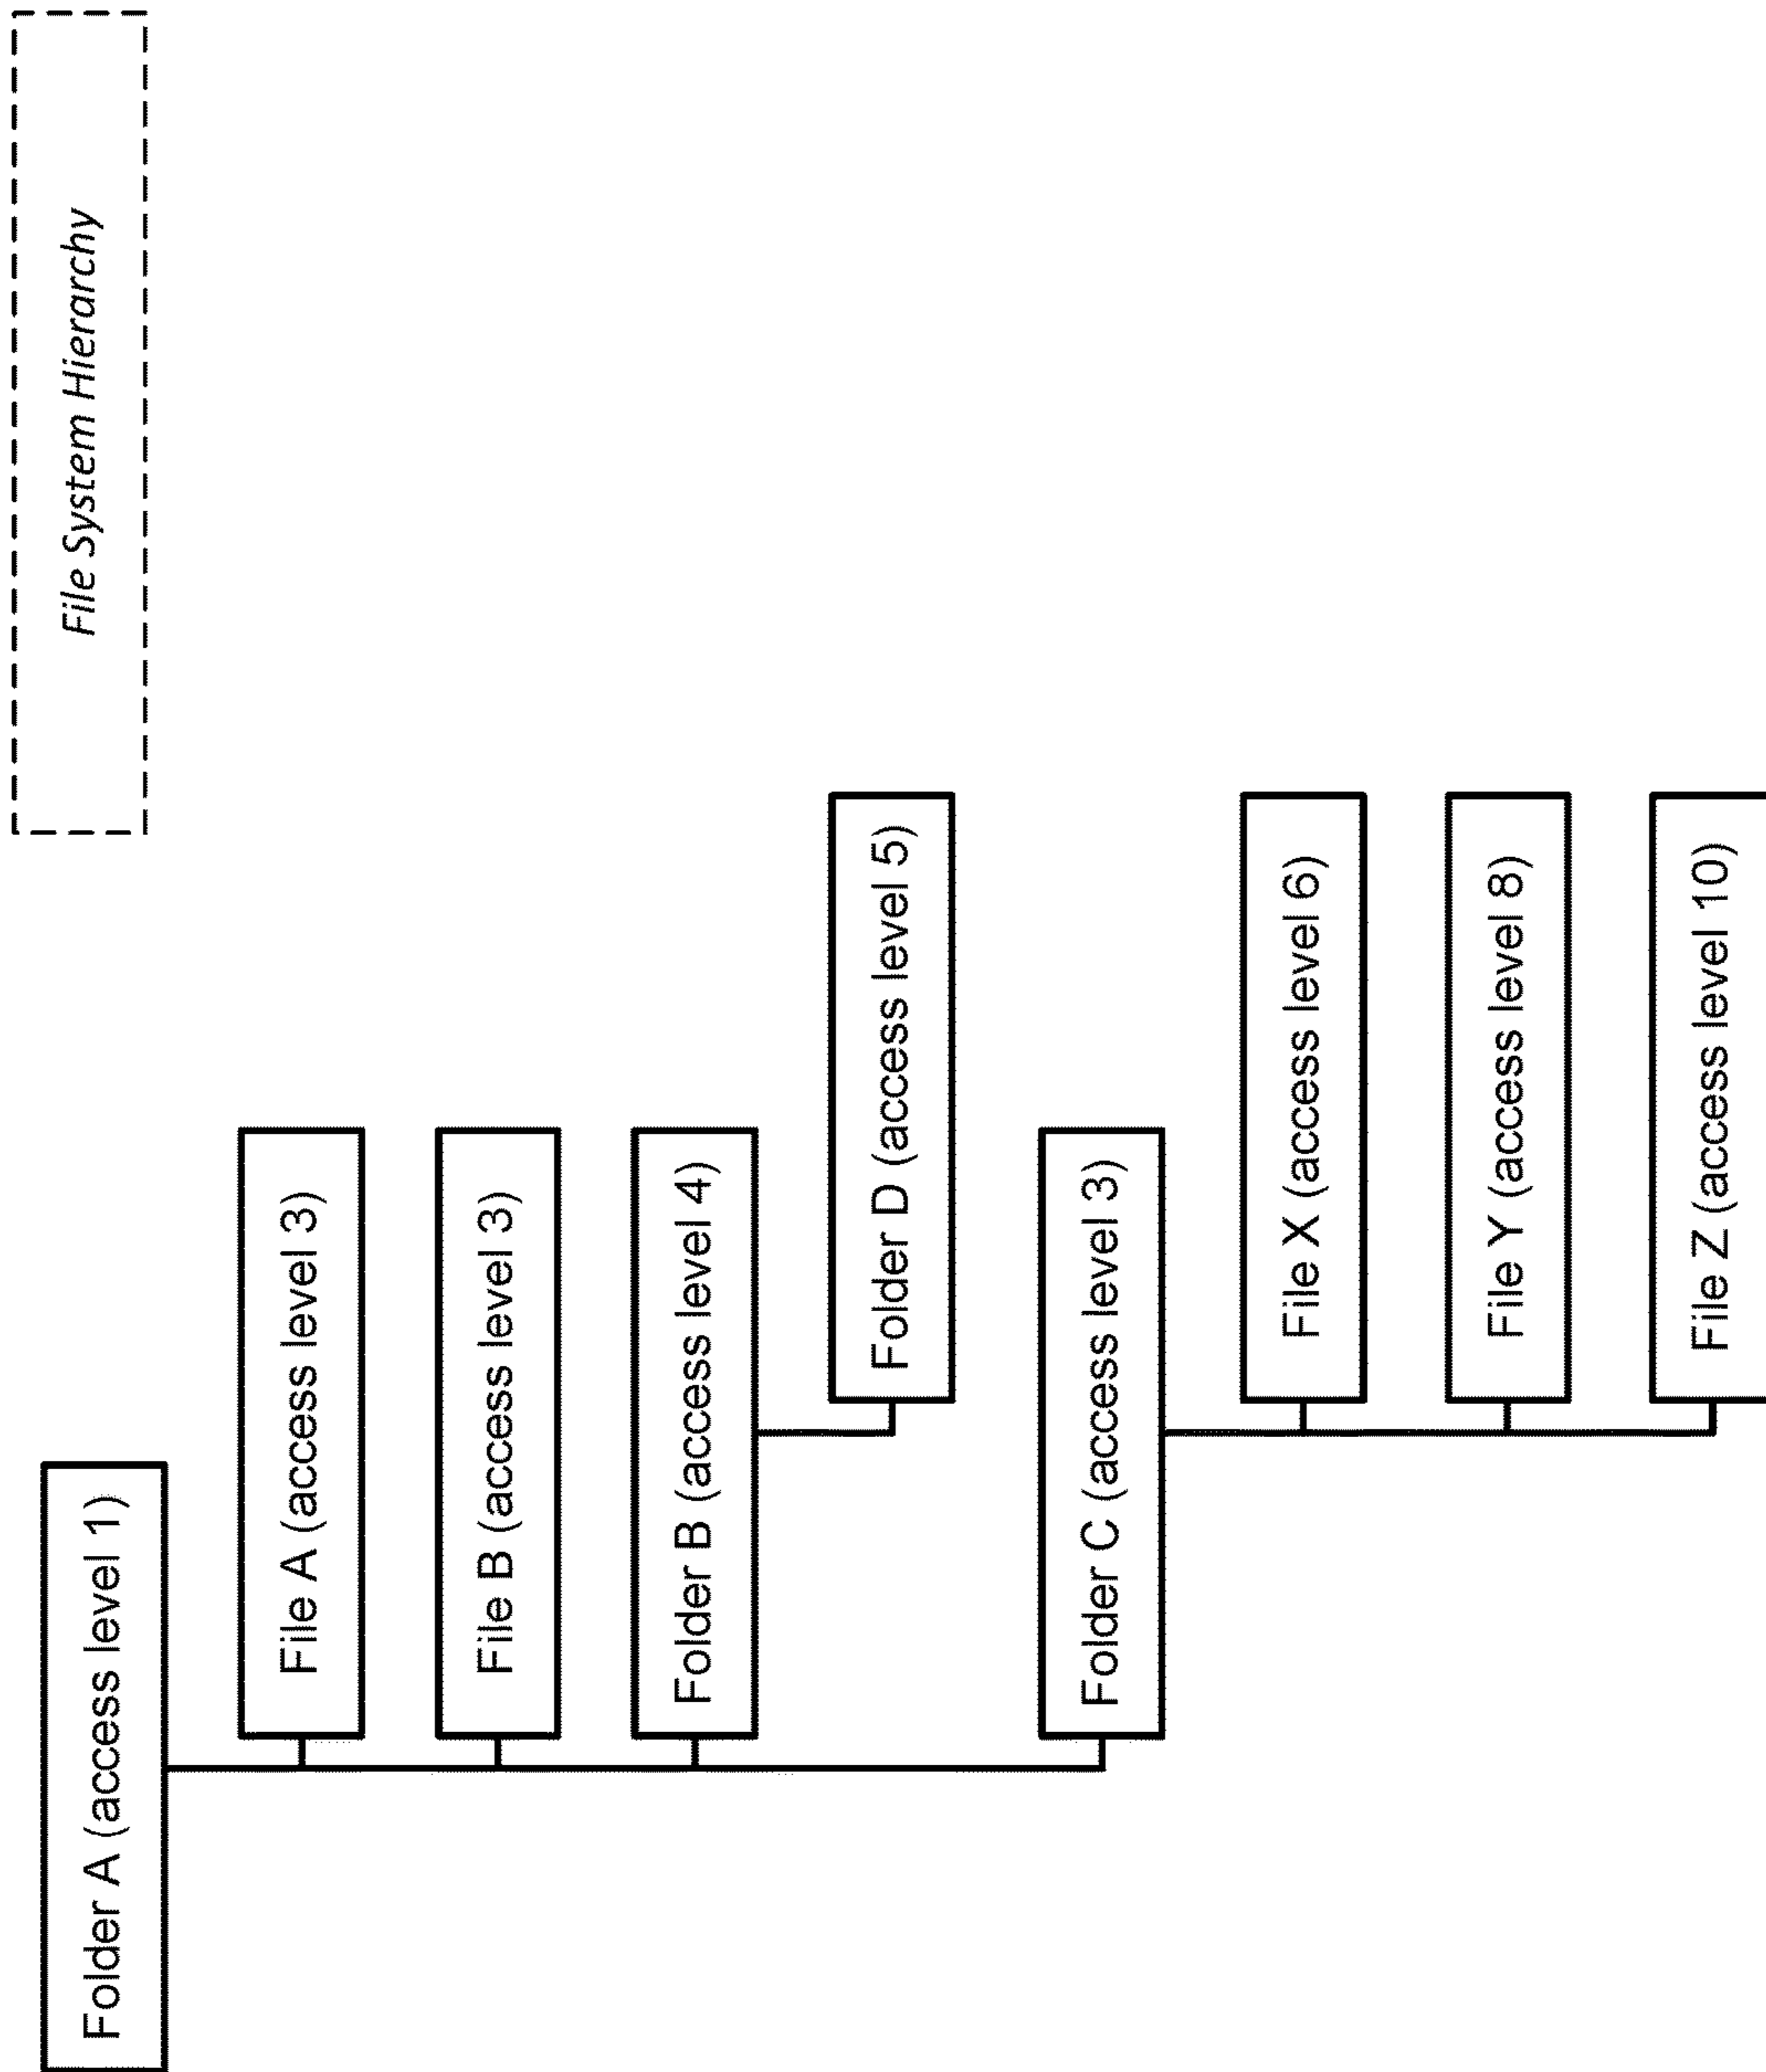 File System Hierarchy
Folder A (access level 1)
File A (access level 3)
File B (access level 3)
Folder B (access level 4)
Folder D (access level 5)
Folder C (access level 3)
File X (access level 6)
File Y (access level 8)
File Z (access level 10)